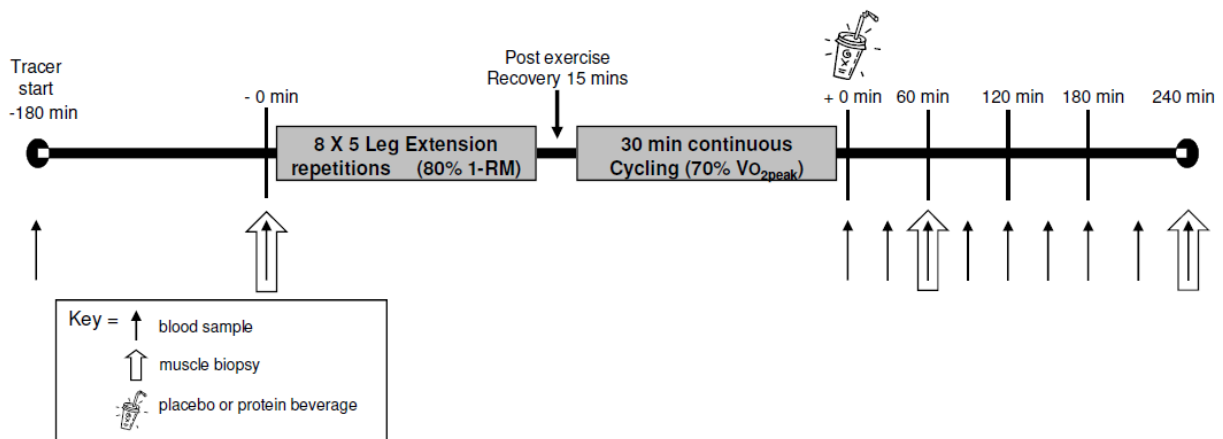 Tracer
start
-180 min
- 0 min
Post exercise
Recovery 15 mins
+ 0 min
60 min
120 min
180 min
240 min
8 X 5 Leg Extension
repetitions (80% 1-RM)
30 min continuous
Cycling (70% VO2peak)
Key =
blood sample
muscle biopsy
placebo or protein beverage